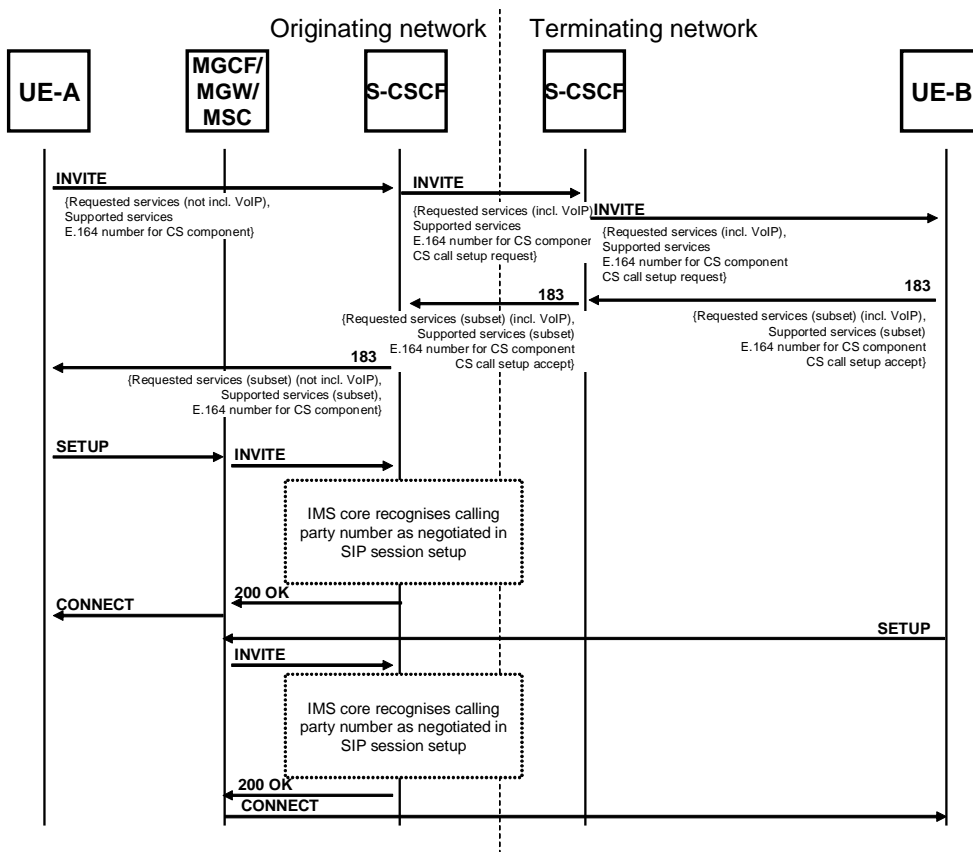 Originating network
Terminating network
UE-A
MGCF/
MGW/
MSC
S-CSCF
S-CSCF
UE-B
INVITE
{Requested services (not incl. VoIP),
Supported services
E.164 number for CS component}
INVITE
{Requested services (incl. VoIP)
Supported services
E.164 number for CS componen
CS call setup request}
INVITE
{Requested services (incl. VoIP),
Supported services
E.164 number for CS component
CS call setup request}
183
{Requested services (subset) (incl. VoIP),
Supported services (subset)
E.164 number for CS component
CS call setup accept}
183
{Requested services (subset) (incl. VoIP),
Supported services (subset)
E.164 number for CS component
CS call setup accept}
183
{Requested services (subset) (not incl. VoIP),
Supported services (subset),
E.164 number for CS component}
SETUP
INVITE
IMS core recognises calling
party number as negotiated in
SIP session setup
200 OK
CONNECT
SETUP
INVITE
IMS core recognises calling
party number as negotiated in
SIP session setup
200 OK
CONNECT